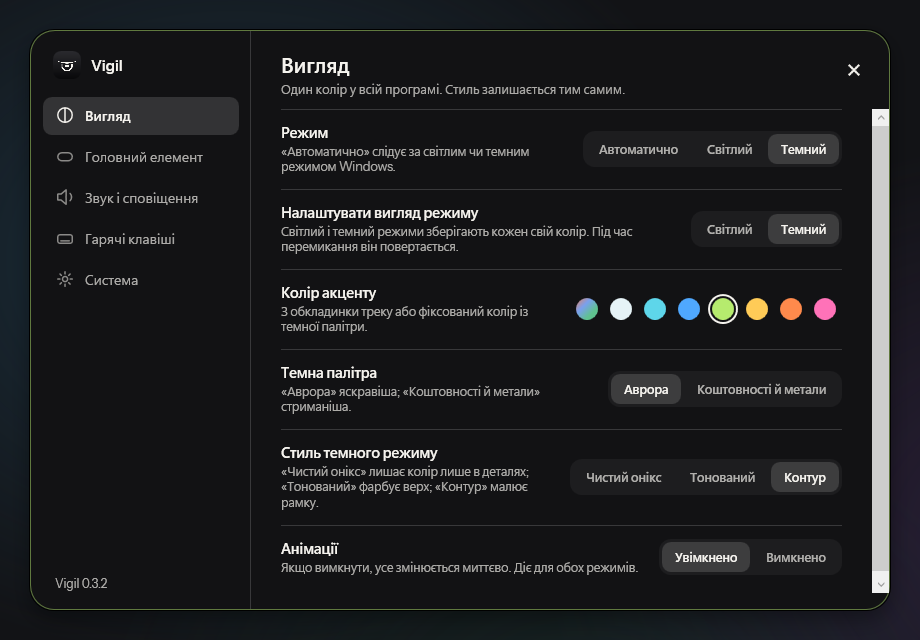 Vigil
Вигляд
Головний елемент
Звук і сповіщення
Гарячі клавіші
Система
Vigil 0.3.2
Вигляд
Один колір у всій програмі. Стиль залишається тим самим.
Режим
«Автоматично» слідує за світлим чи темним
режимом Windows.
Автоматично Світлий Темний
Налаштувати вигляд режиму
Світлий і темний режими зберігають кожен свій колір. Під час
перемикання він повертається.
Світлий Темний
Колір акценту
З обкладинки треку або фіксований колір із
темної палітри.
Темна палітра
«Аврора» яскравіша; «Коштовності й метали»
стриманіша.
Аврора Коштовності й метали
Стиль темного режиму
«Чистий онікс» лишає колір лише в деталях;
«Тонований» фарбує верх; «Контур» малює
рамку.
Чистий онікс Тонований Контур
Анімації
Якщо вимкнути, усе змінюється миттєво. Діє для обох режимів.
Увімкнено Вимкнено